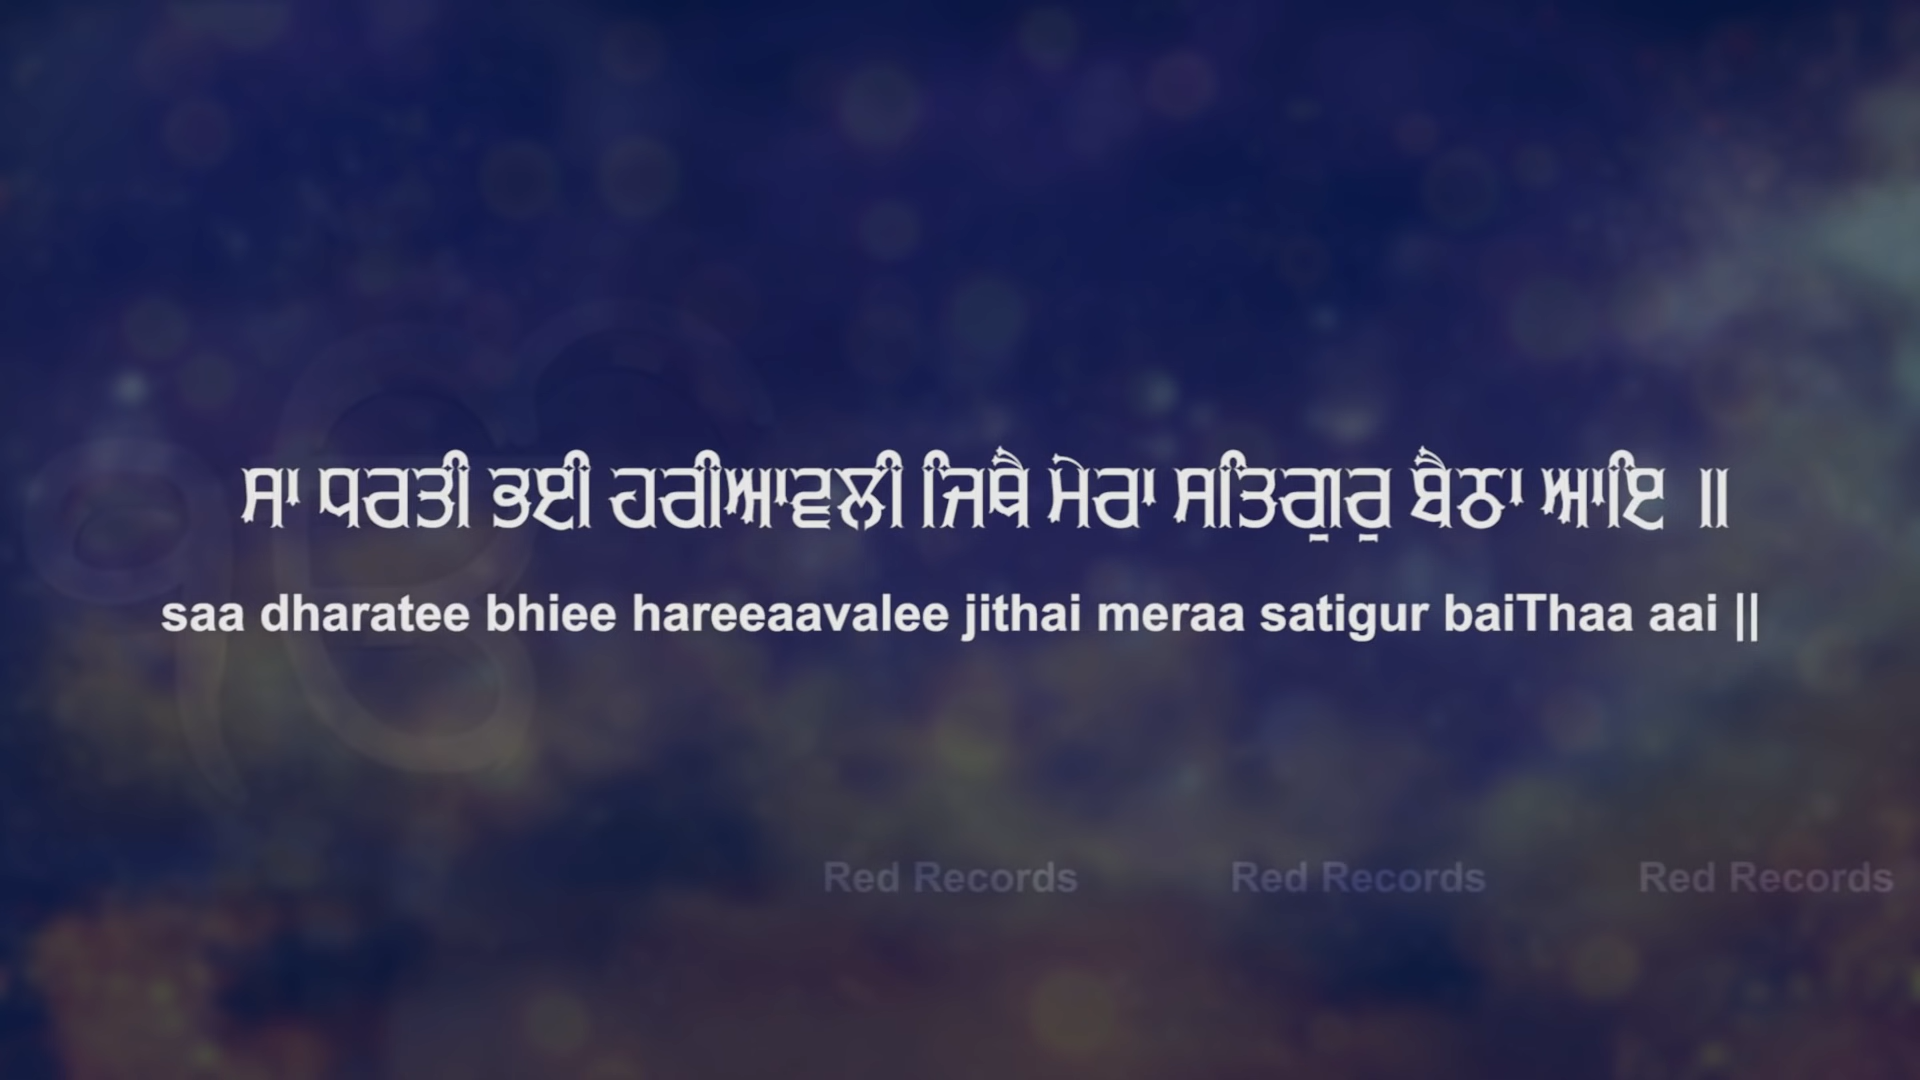 ਸਾ ਧਰਤੀ ਭਈ ਹਰੀਆਵਲੀ ਜਿਥੈ ਮੇਰਾ ਸਤਿਗੁਰੁ ਬੈਠਾ ਆਇ ॥
saa dharatee bhiee hareeaavalee jithai meraa satigur baiThaa aai ||
Red Records Red Records Red Records